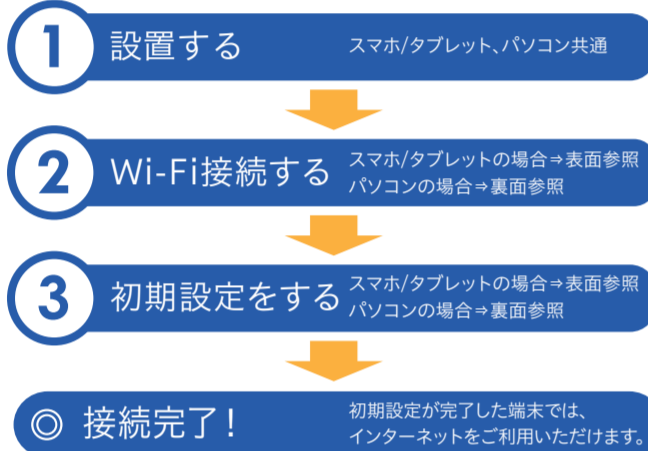 1 設置する スマホ/タブレット、パソコン共通
2 Wi-Fi接続する スマホ/タブレットの場合⇒表面参照
パソコンの場合⇒裏面参照
3 初期設定をする スマホ/タブレットの場合⇒表面参照
パソコンの場合⇒裏面参照
◎ 接続完了! 初期設定が完了した端末では、
インターネットをご利用いただけます。